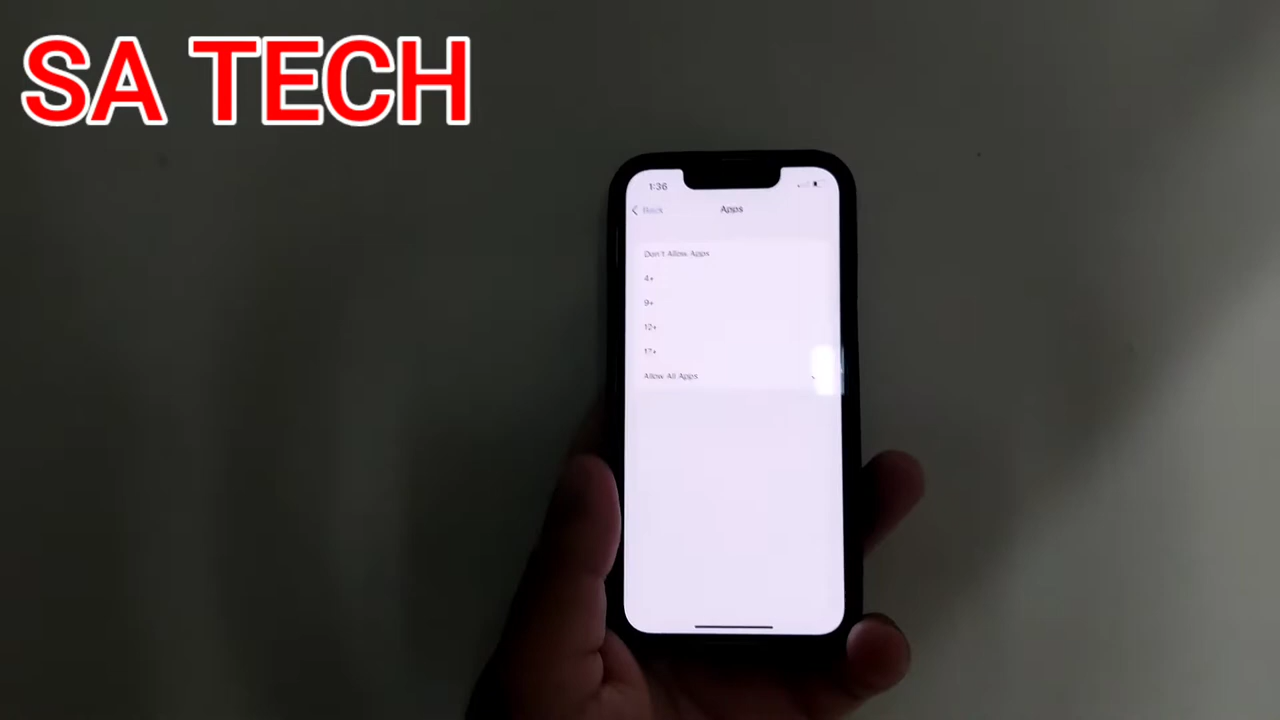 SA TECH
1:36
Back
Apps
Don't Allow Apps
4+
9+
12+
17+
Allow All Apps